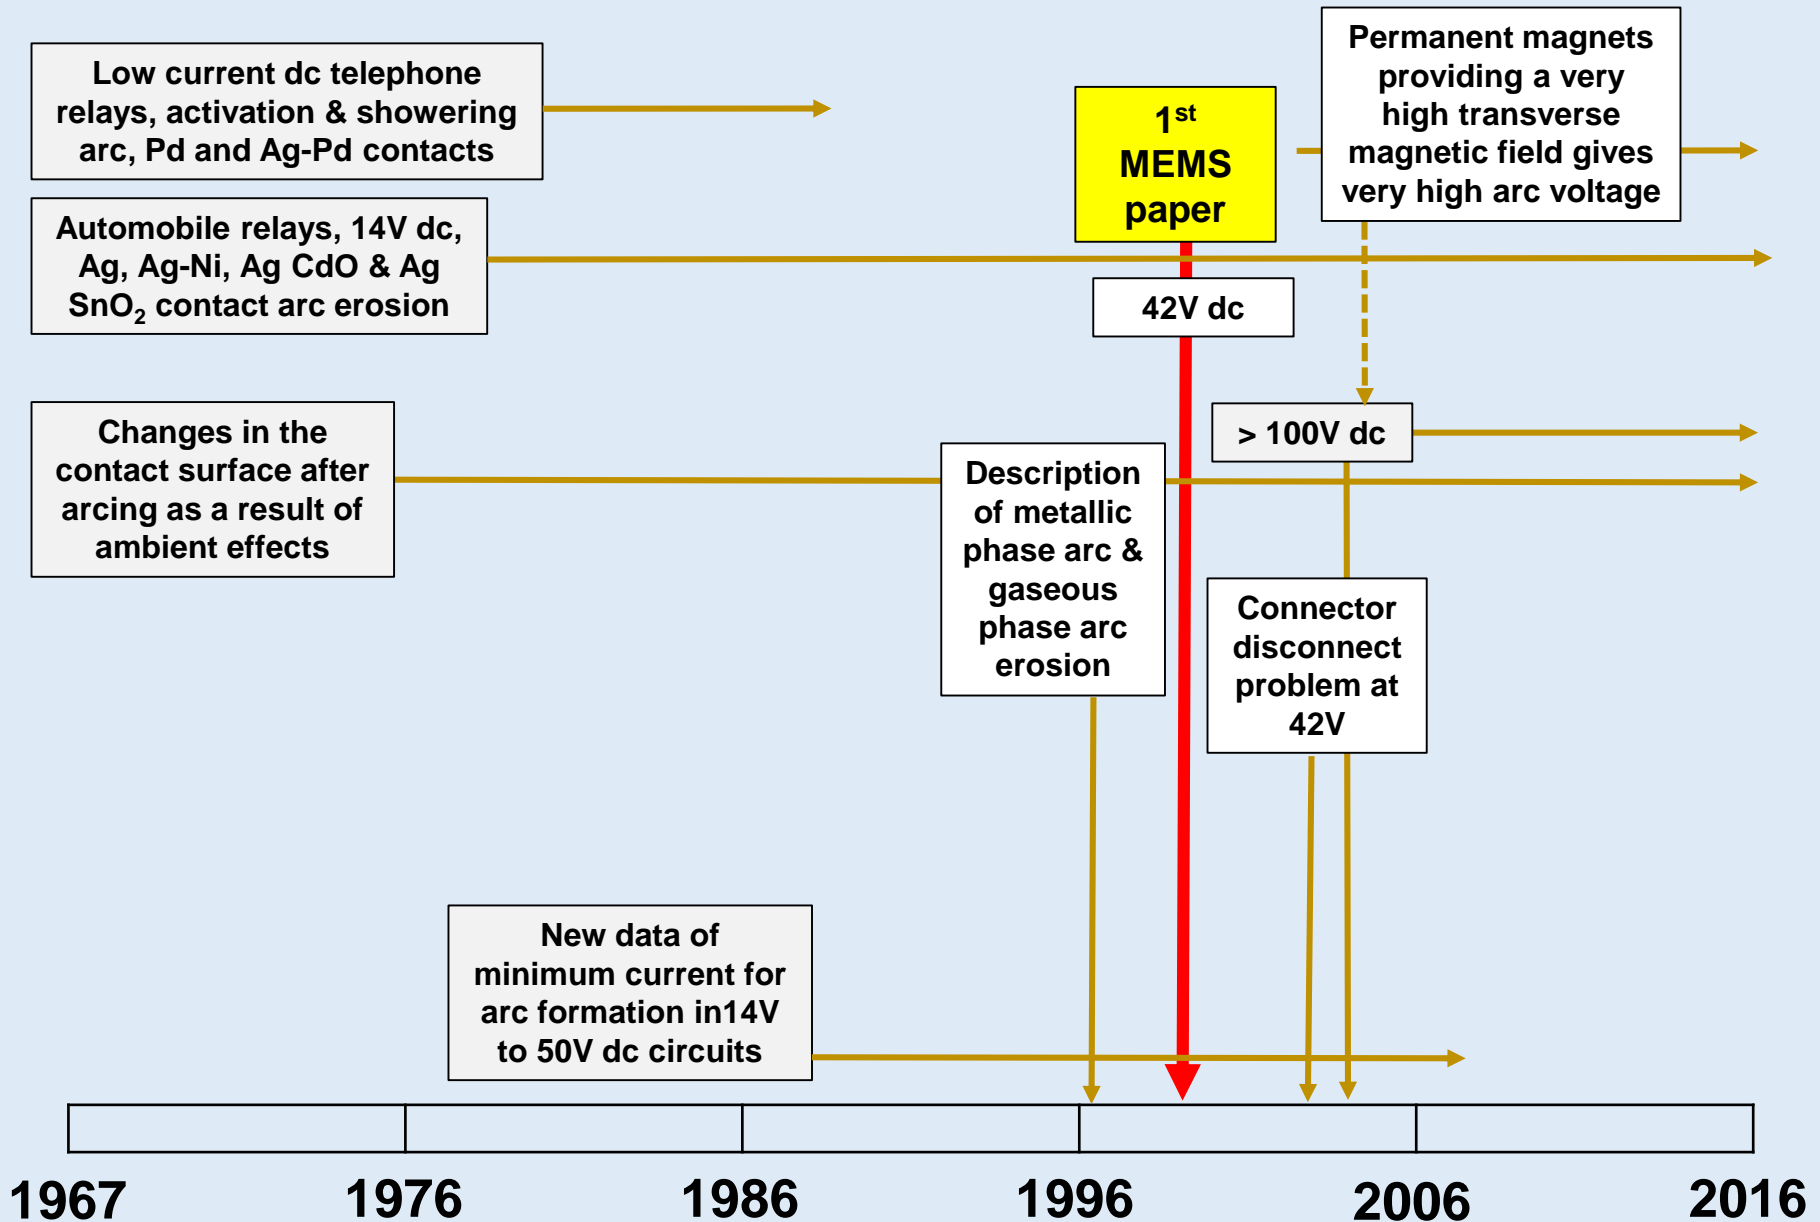 Low current dc telephone
relays, activation & showering
arc, Pd and Ag-Pd contacts
1st
MEMS
paper
Permanent magnets
providing a very
high transverse
magnetic field gives
very high arc voltage
Automobile relays, 14V dc,
Ag, Ag-Ni, Ag CdO & Ag
SnO2 contact arc erosion
42V dc
Changes in the
contact surface after
arcing as a result of
ambient effects
> 100V dc
Description
of metallic
phase arc &
gaseous
phase arc
erosion
Connector
disconnect
problem at
42V
New data of
minimum current for
arc formation in14V
to 50V dc circuits
1967 1976 1986 1996 2006 2016